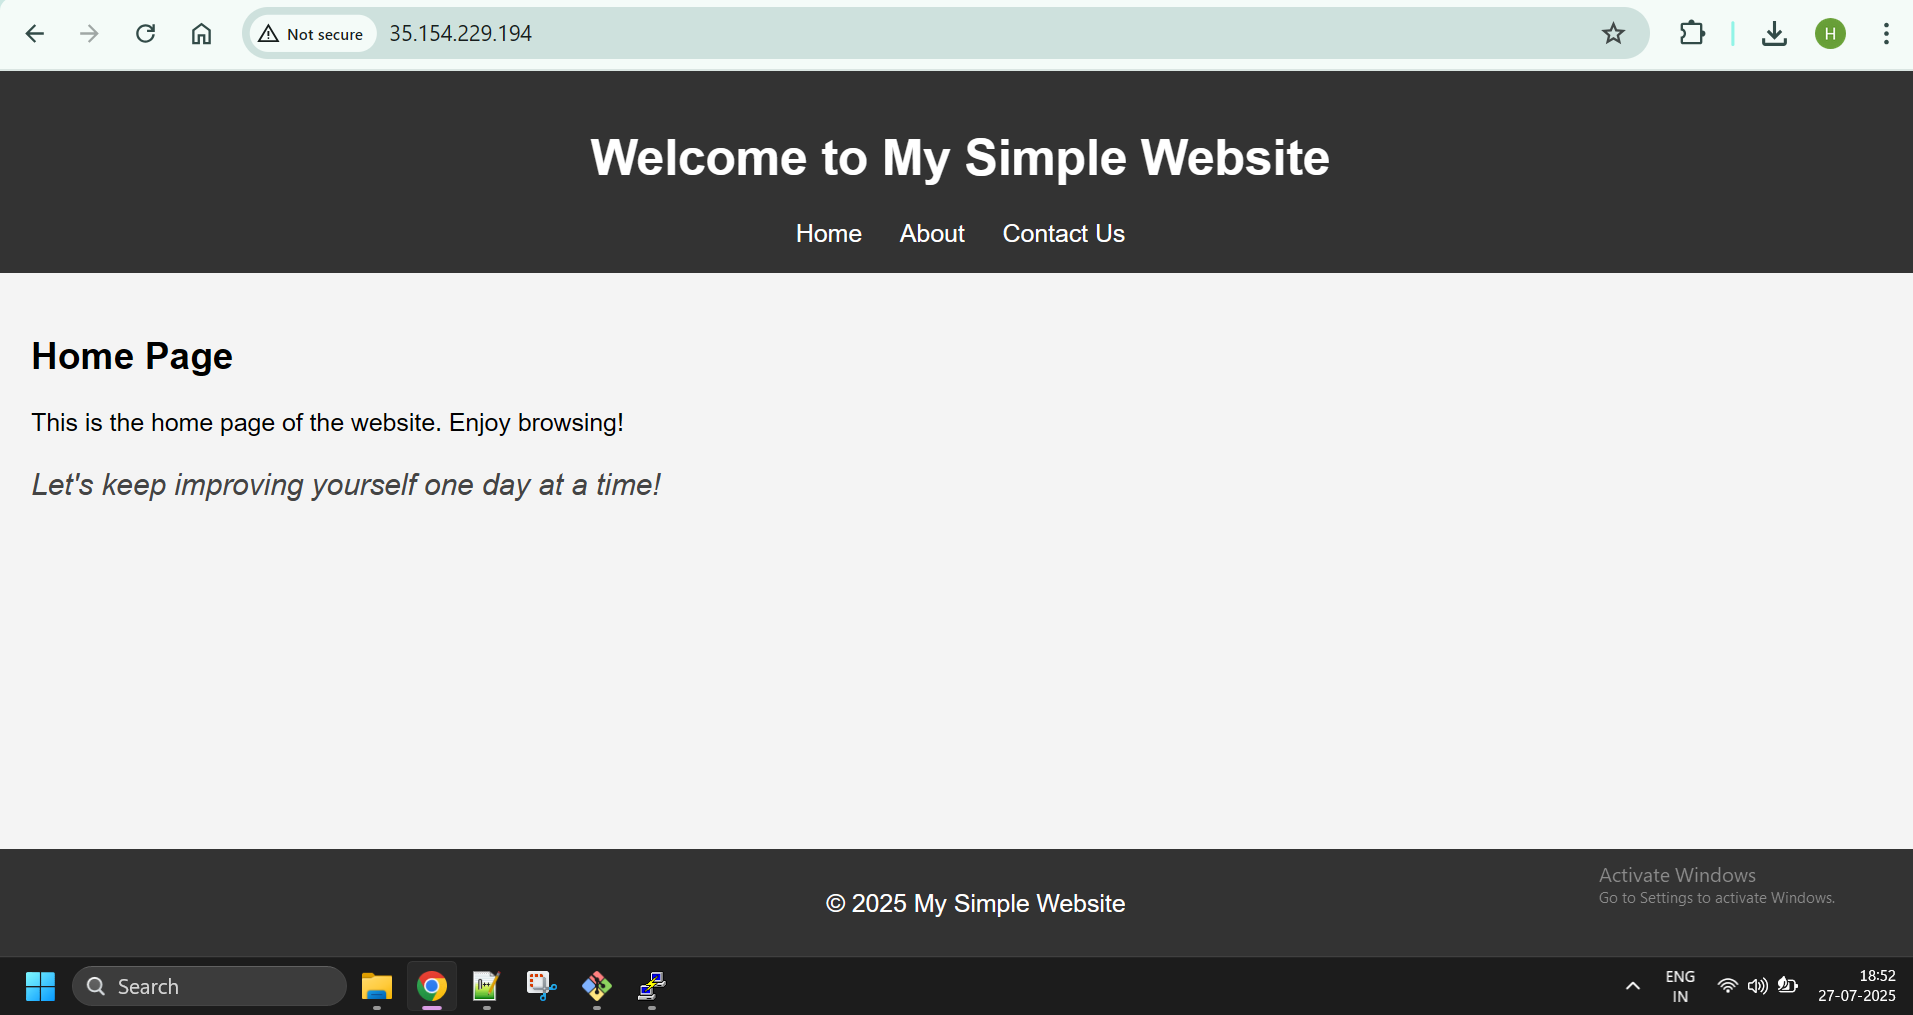 Not secure 35.154.229.194
H
Welcome to My Simple Website
Home About Contact Us
Home Page
This is the home page of the website. Enjoy browsing!
Let's keep improving yourself one day at a time!
Activate Windows
Go to Settings to activate Windows.
© 2025 My Simple Website
Search
ENG
IN
18:52
27-07-2025